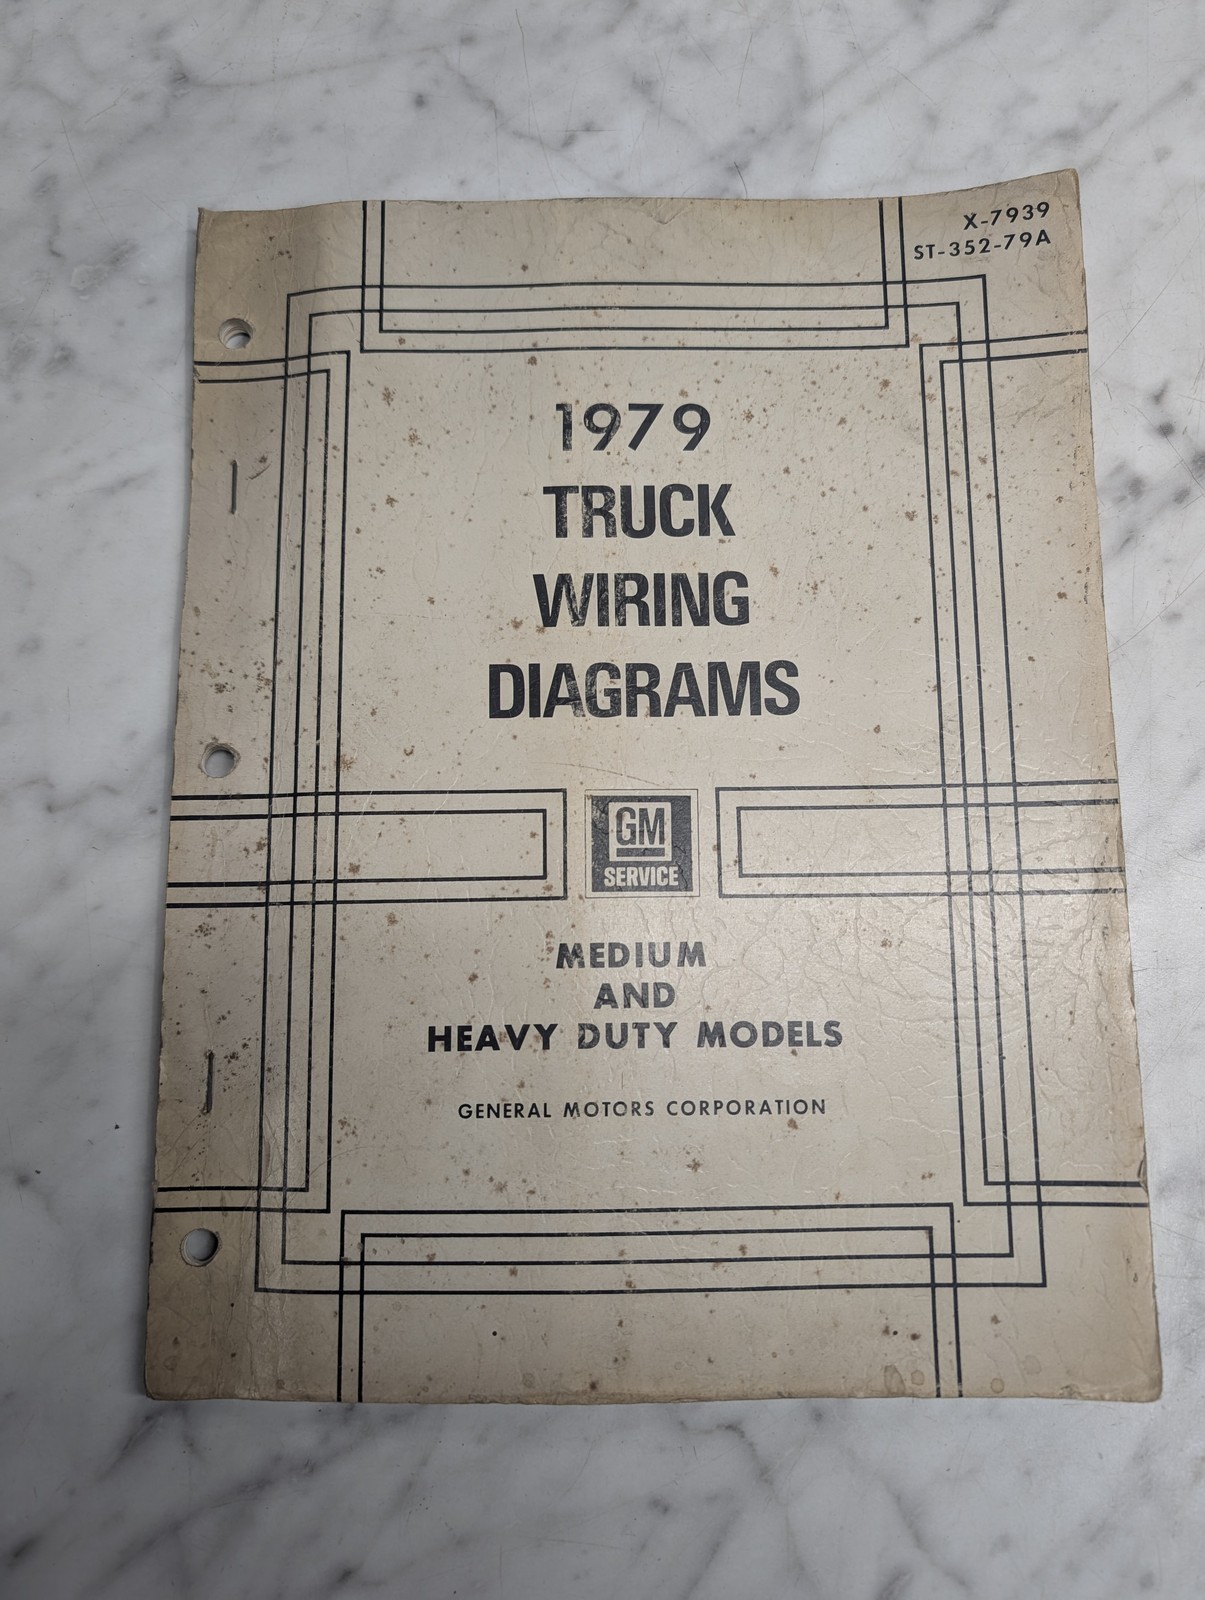 X-7939
ST-352-79A
1979
TRUCK
WIRING
DIAGRAMS
GM
SERVICE
MEDIUM
AND
HEAVY DUTY MODELS
GENERAL MOTORS CORPORATION